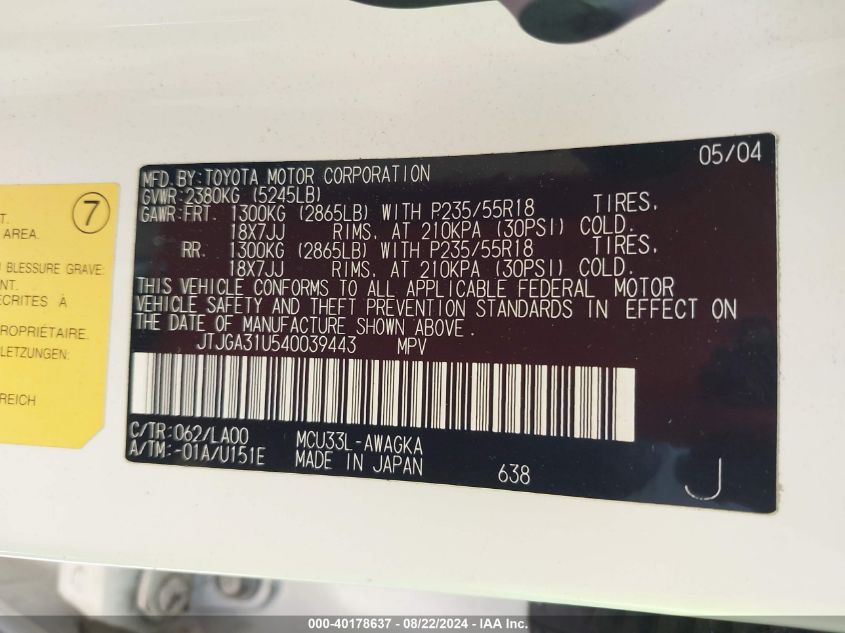 05/04
MFD.BY:TOYOTA MOTOR CORPORATION
GVWR:2380KG (5245LB)
GAWR:FRT. 1300KG (2865LB) WITH P235/55R18 TIRES,
18X7JJ RIMS, AT 210KPA (30PSI) COLD.
RR. 1300KG (2865LB) WITH P235/55R18 TIRES,
18X7JJ RIMS, AT 210KPA (30PSI) COLD.
THIS VEHICLE CONFORMS TO ALL APPLICABLE FEDERAL MOTOR
VEHICLE SAFETY AND THEFT PREVENTION STANDARDS IN EFFECT ON
THE DATE OF MANUFACTURE SHOWN ABOVE.
JTJGA31U540039443 MPV
C/TR:062/LA00 MCU33L-AWAGKA
A/TM:-01A/U151E MADE IN JAPAN 638 J
7
T.
AREA.
BLESSURE GRAVE:
NT.
ÉCRITES À
PROPRIÉTAIRE.
LETZUNGEN:
REICH
000-40178637 - 08/22/2024 - IAA Inc.